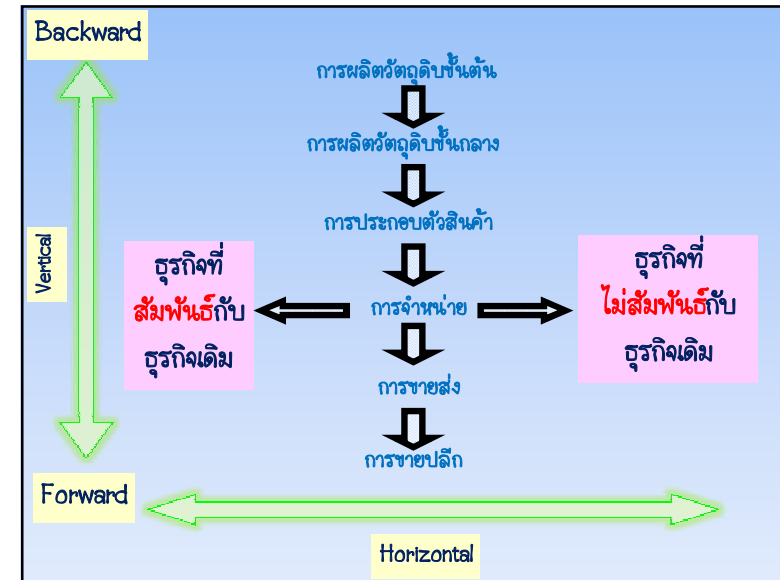 Backward
การผลิตวัตถุดิบขั้นต้น
การผลิตวัตถุดิบขั้นกลาง
การประกอบตัวสินค้า
Vertical
ธุรกิจที่
สัมพันธ์กับ
ธุรกิจเดิม
การจำหน่าย
ธุรกิจที่
ไม่สัมพันธ์กับ
ธุรกิจเดิม
การขายส่ง
การขายปลีก
Forward
Horizontal